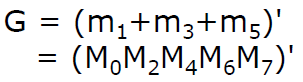 G = (m₁+m₃+m₅)'
= (M₀M₂M₄M₆M₇)'